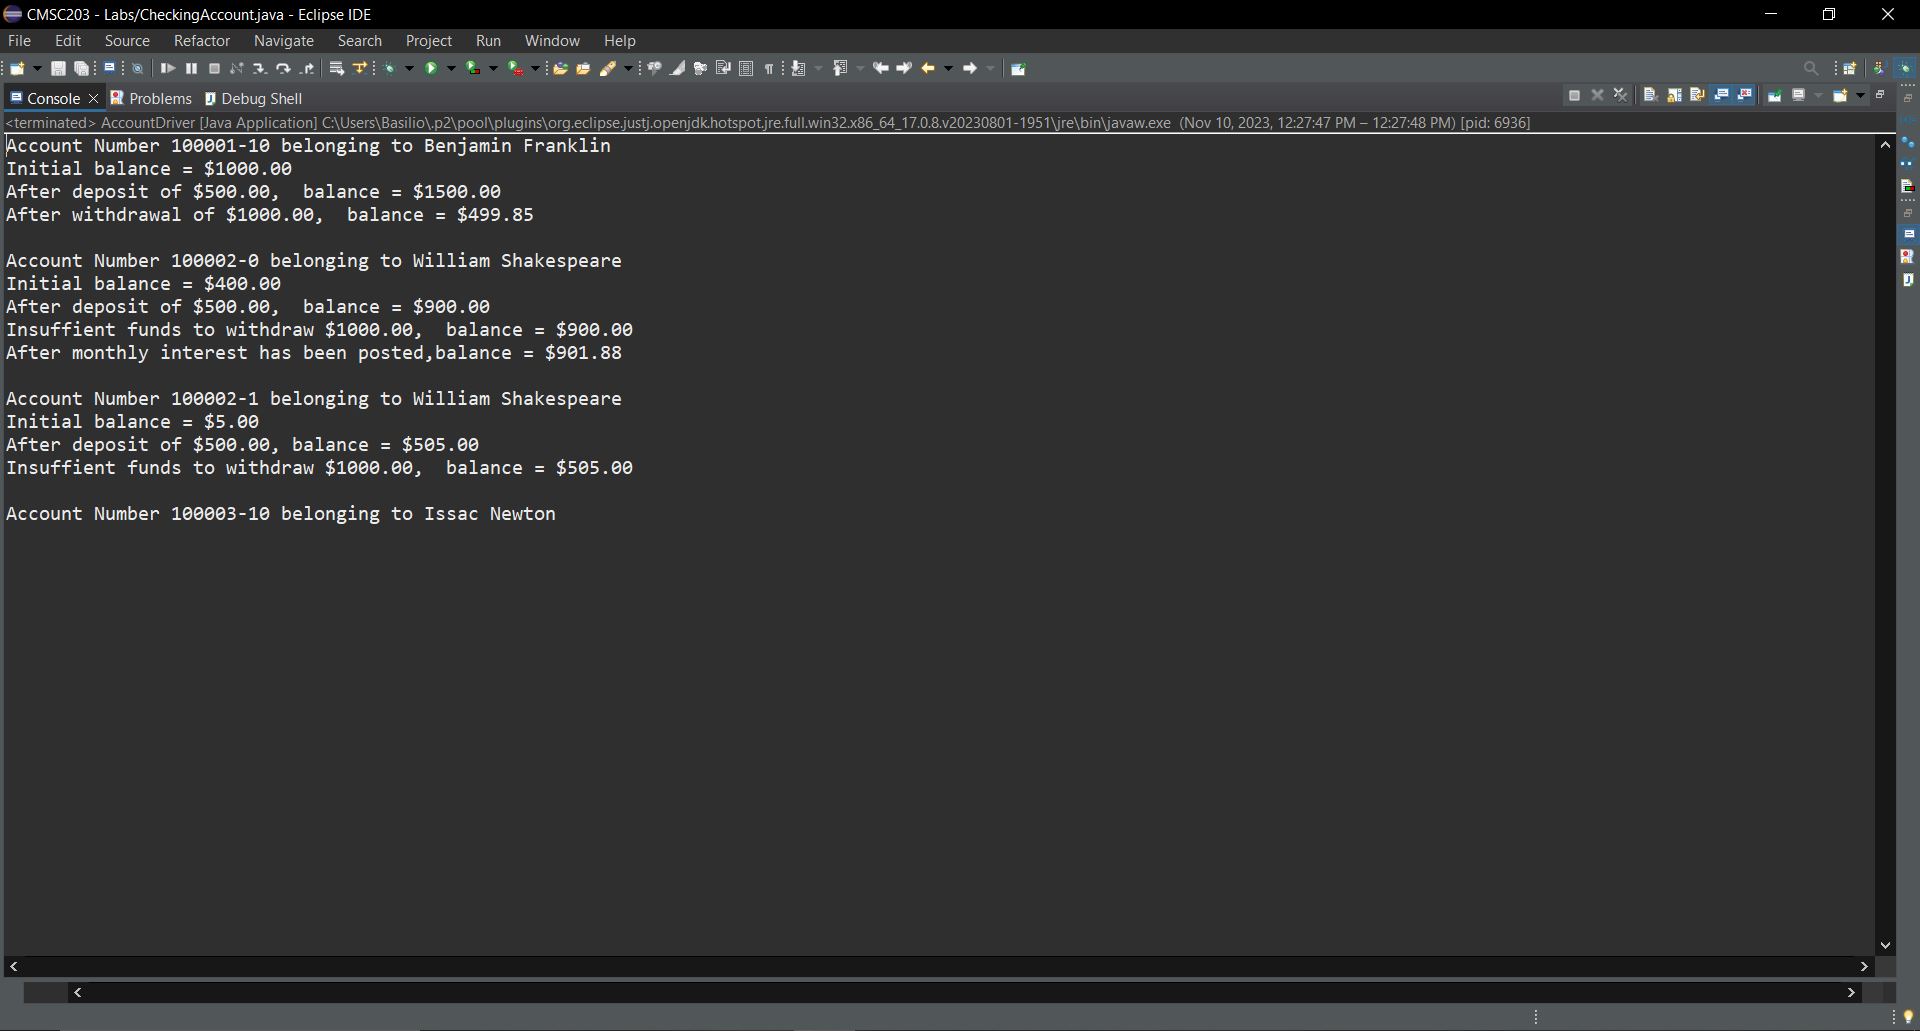 CMSC203 - Labs/CheckingAccount.java - Eclipse IDE
File Edit Source Refactor Navigate Search Project Run Window Help
Console Problems Debug Shell
<terminated> AccountDriver [Java Application] C:\Users\Basilio\.p2\pool\plugins\org.eclipse.justj.openjdk.hotspot.jre.full.win32.x86_64_17.0.8.v20230801-1951\jre\bin\javaw.exe (Nov 10, 2023, 12:27:47 PM – 12:27:48 PM) [pid: 6936]
Account Number 100001-10 belonging to Benjamin Franklin
Initial balance = $1000.00
After deposit of $500.00,  balance = $1500.00
After withdrawal of $1000.00,  balance = $499.85
Account Number 100002-0 belonging to William Shakespeare
Initial balance = $400.00
After deposit of $500.00,  balance = $900.00
Insuffient funds to withdraw $1000.00,  balance = $900.00
After monthly interest has been posted,balance = $901.88
Account Number 100002-1 belonging to William Shakespeare
Initial balance = $5.00
After deposit of $500.00, balance = $505.00
Insuffient funds to withdraw $1000.00,  balance = $505.00
Account Number 100003-10 belonging to Issac Newton